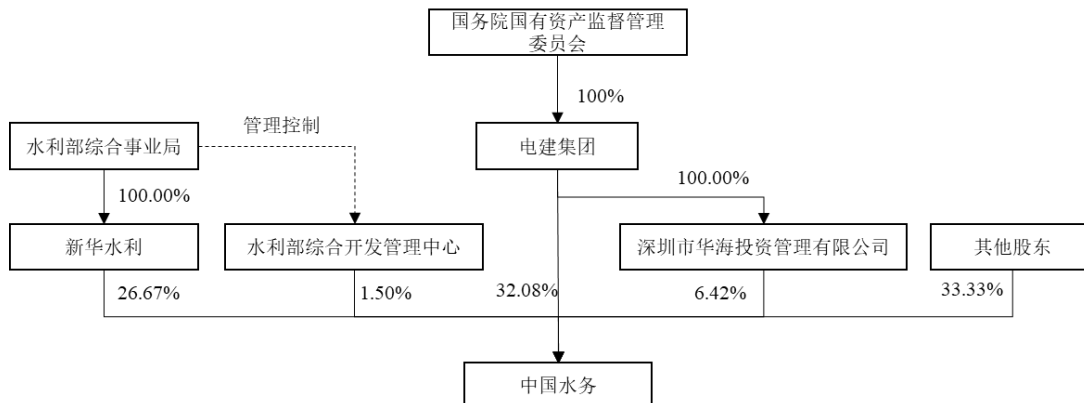 国务院国有资产监督管理
委员会
100%
管理控制
水利部综合事业局
电建集团
100.00%
100.00%
新华水利
水利部综合开发管理中心
深圳市华海投资管理有限公司
其他股东
26.67%
1.50%
32.08%
6.42%
33.33%
中国水务